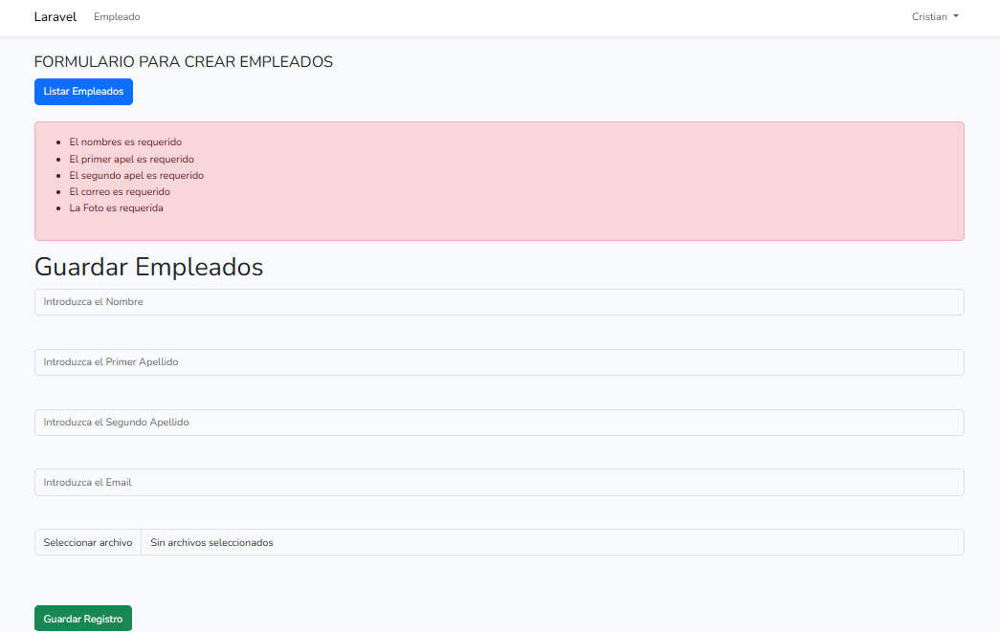 Laravel Empleado Cristian
FORMULARIO PARA CREAR EMPLEADOS
Listar Empleados
El nombres es requerido
El primer apel es requerido
El segundo apel es requerido
El correo es requerido
La Foto es requerida
Guardar Empleados
Introduzca el Nombre
Introduzca el Primer Apellido
Introduzca el Segundo Apellido
Introduzca el Email
Seleccionar archivo Sin archivos seleccionados
Guardar Registro